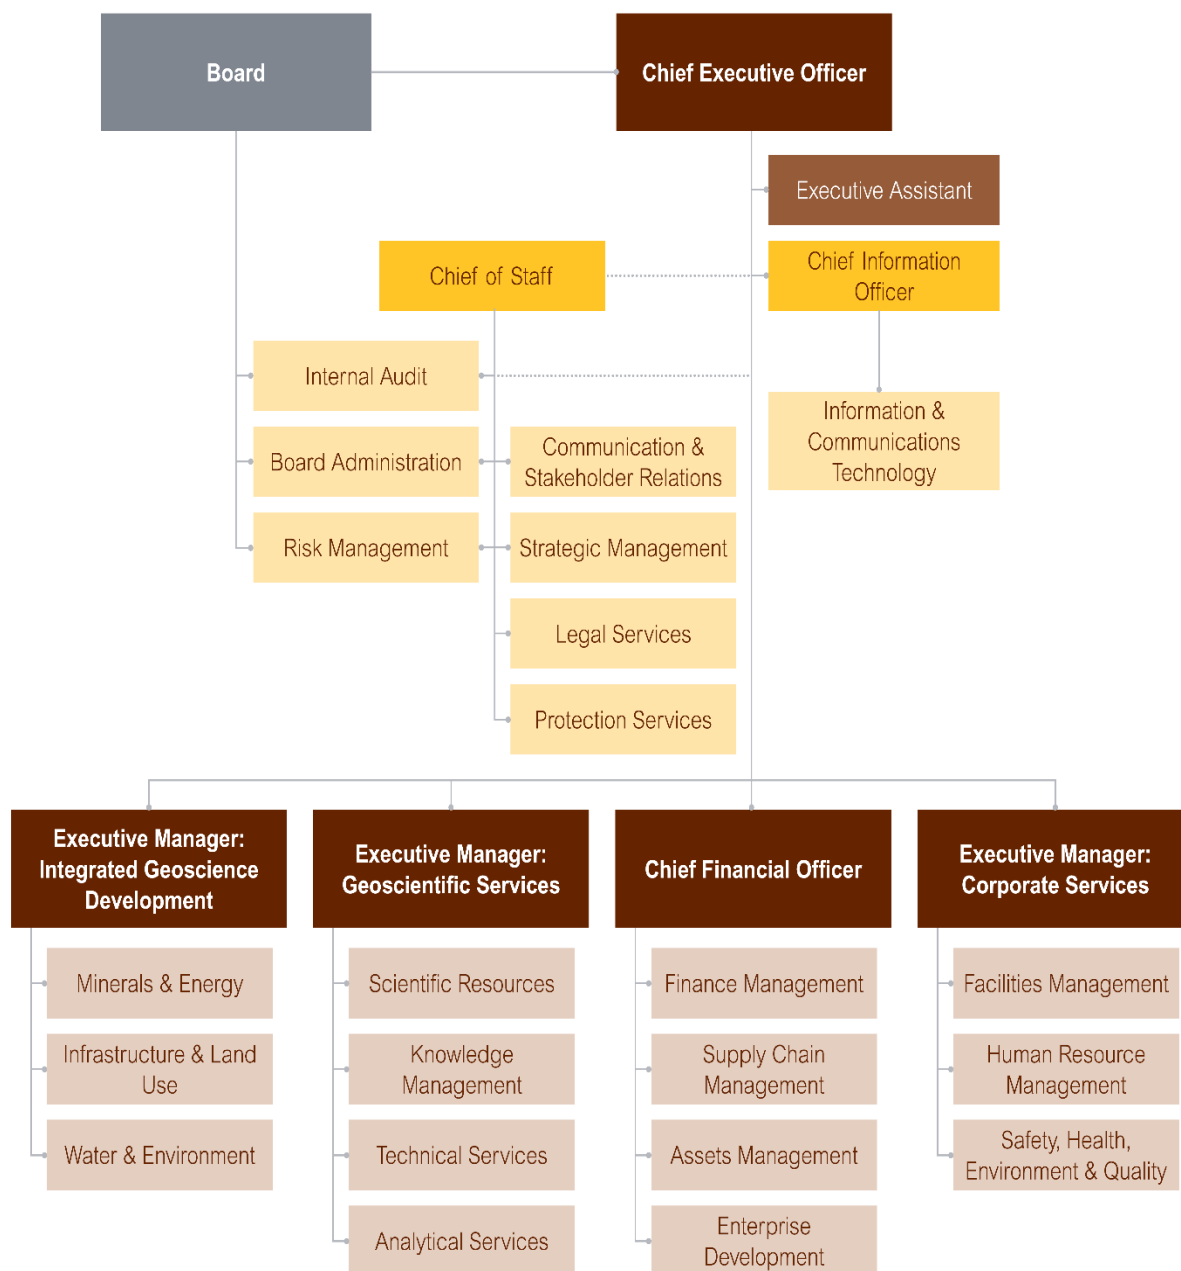 Board
Chief Executive Officer
Executive Assistant
Chief of Staff
Chief Information
Officer
Internal Audit
Information &
Communications
Technology
Board Administration
Communication &
Stakeholder Relations
Risk Management
Strategic Management
Legal Services
Protection Services
Executive Manager:
Integrated Geoscience
Development
Executive Manager:
Geoscientific Services
Chief Financial Officer
Executive Manager:
Corporate Services
Minerals & Energy
Infrastructure & Land
Use
Water & Environment
Scientific Resources
Knowledge
Management
Technical Services
Analytical Services
Finance Management
Supply Chain
Management
Assets Management
Enterprise
Development
Facilities Management
Human Resource
Management
Safety, Health,
Environment & Quality